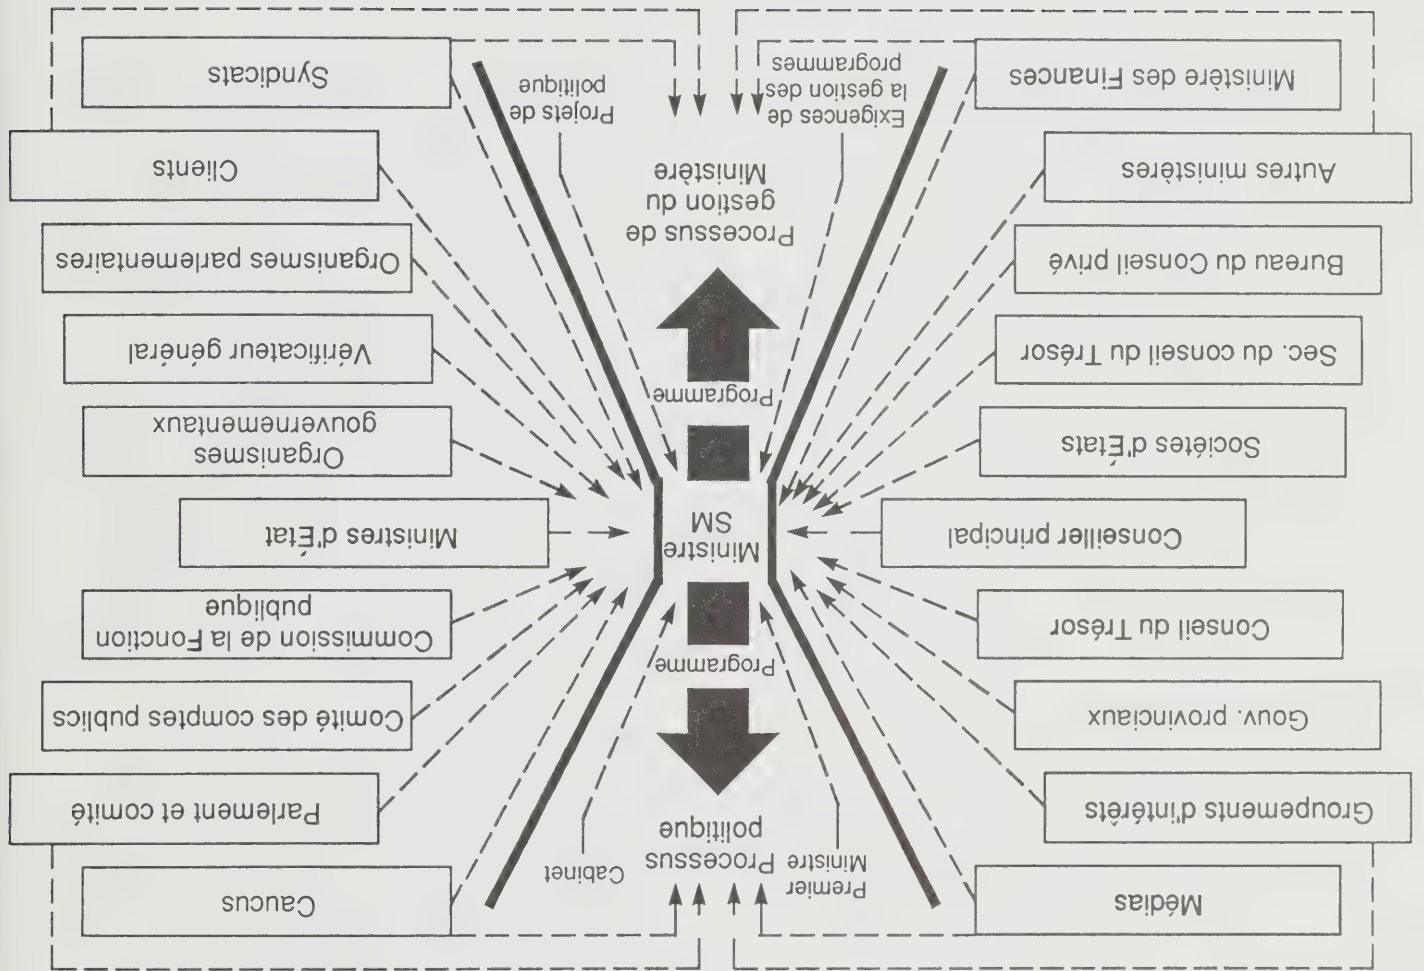 Médias
Premier
Ministre
Processus
politique
Cabinet
Caucus
Groupements d'intérêts
Parlement et comité
Gouv. provinciaux
Programme
Comité des comptes publics
Conseil du Trésor
Commission de la Fonction
publique
Conseiller principal
Ministre
SM
Ministres d'État
Sociétés d'États
Organismes
gouvernementaux
Sec. du conseil du Trésor
Programme
Vérificateur général
Bureau du Conseil privé
Organismes parlementaires
Autres ministères
Processus de
gestion du
Ministère
Clients
Ministère des Finances
Exigences de
la gestion des
programmes
Projets de
politique
Syndicats